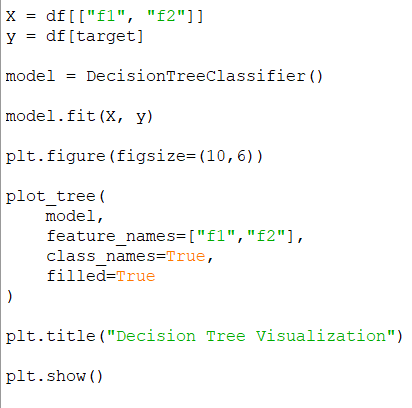 X = df[["f1", "f2"]]
y = df[target]
model = DecisionTreeClassifier()
model.fit(X, y)
plt.figure(figsize=(10,6))
plot_tree(
    model,
    feature_names=["f1","f2"],
    class_names=True,
    filled=True
)
plt.title("Decision Tree Visualization")
plt.show()